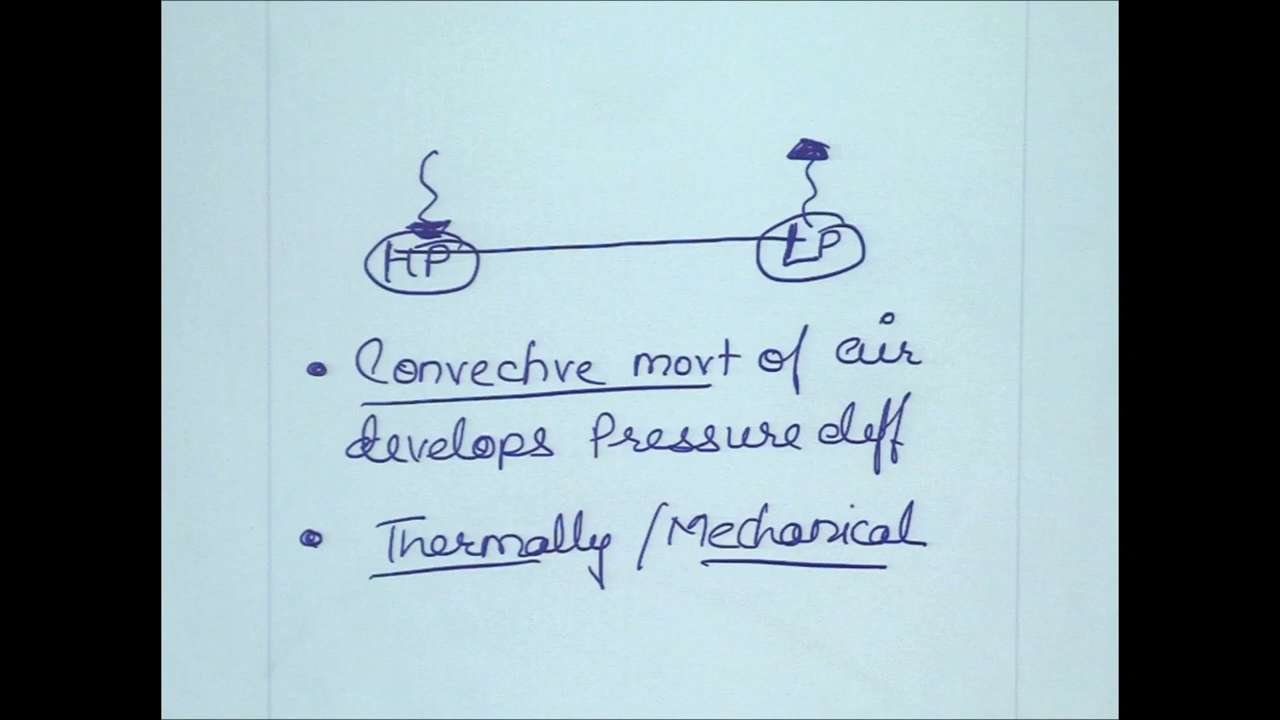 HP LP
• Convective movt of air
develops Pressure diff
• Thermally / Mechanical